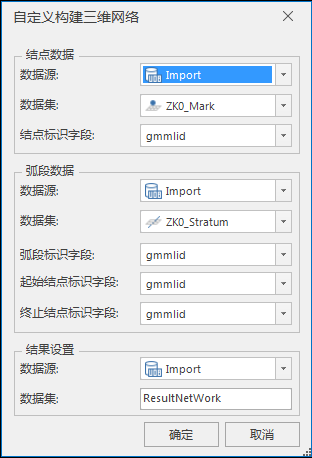 自定义构建三维网络
结点数据
数据源: Import
数据集: ZK0_Mark
结点标识字段: gmmlid
弧段数据
数据源: Import
数据集: ZK0_Stratum
弧段标识字段: gmmlid
起始结点标识字段: gmmlid
终止结点标识字段: gmmlid
结果设置
数据源: Import
数据集: ResultNetWork
确定 取消